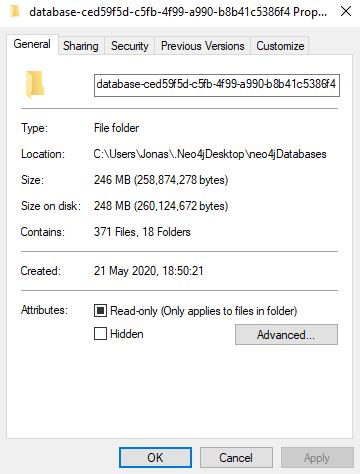 database-ced59f5d-c5fb-4f99-a990-b8b41c5386f4 Prop...
General Sharing Security Previous Versions Customize
database-ced59f5d-c5fb-4f99-a990-b8b41c5386f4
Type: File folder
Location: C:\Users\Jonas\.Neo4jDesktop\neo4jDatabases
Size: 246 MB (258,874,278 bytes)
Size on disk: 248 MB (260,124,672 bytes)
Contains: 371 Files, 18 Folders
Created: 21 May 2020, 18:50:21
Attributes: Read-only (Only applies to files in folder)
Hidden Advanced...
OK Cancel Apply